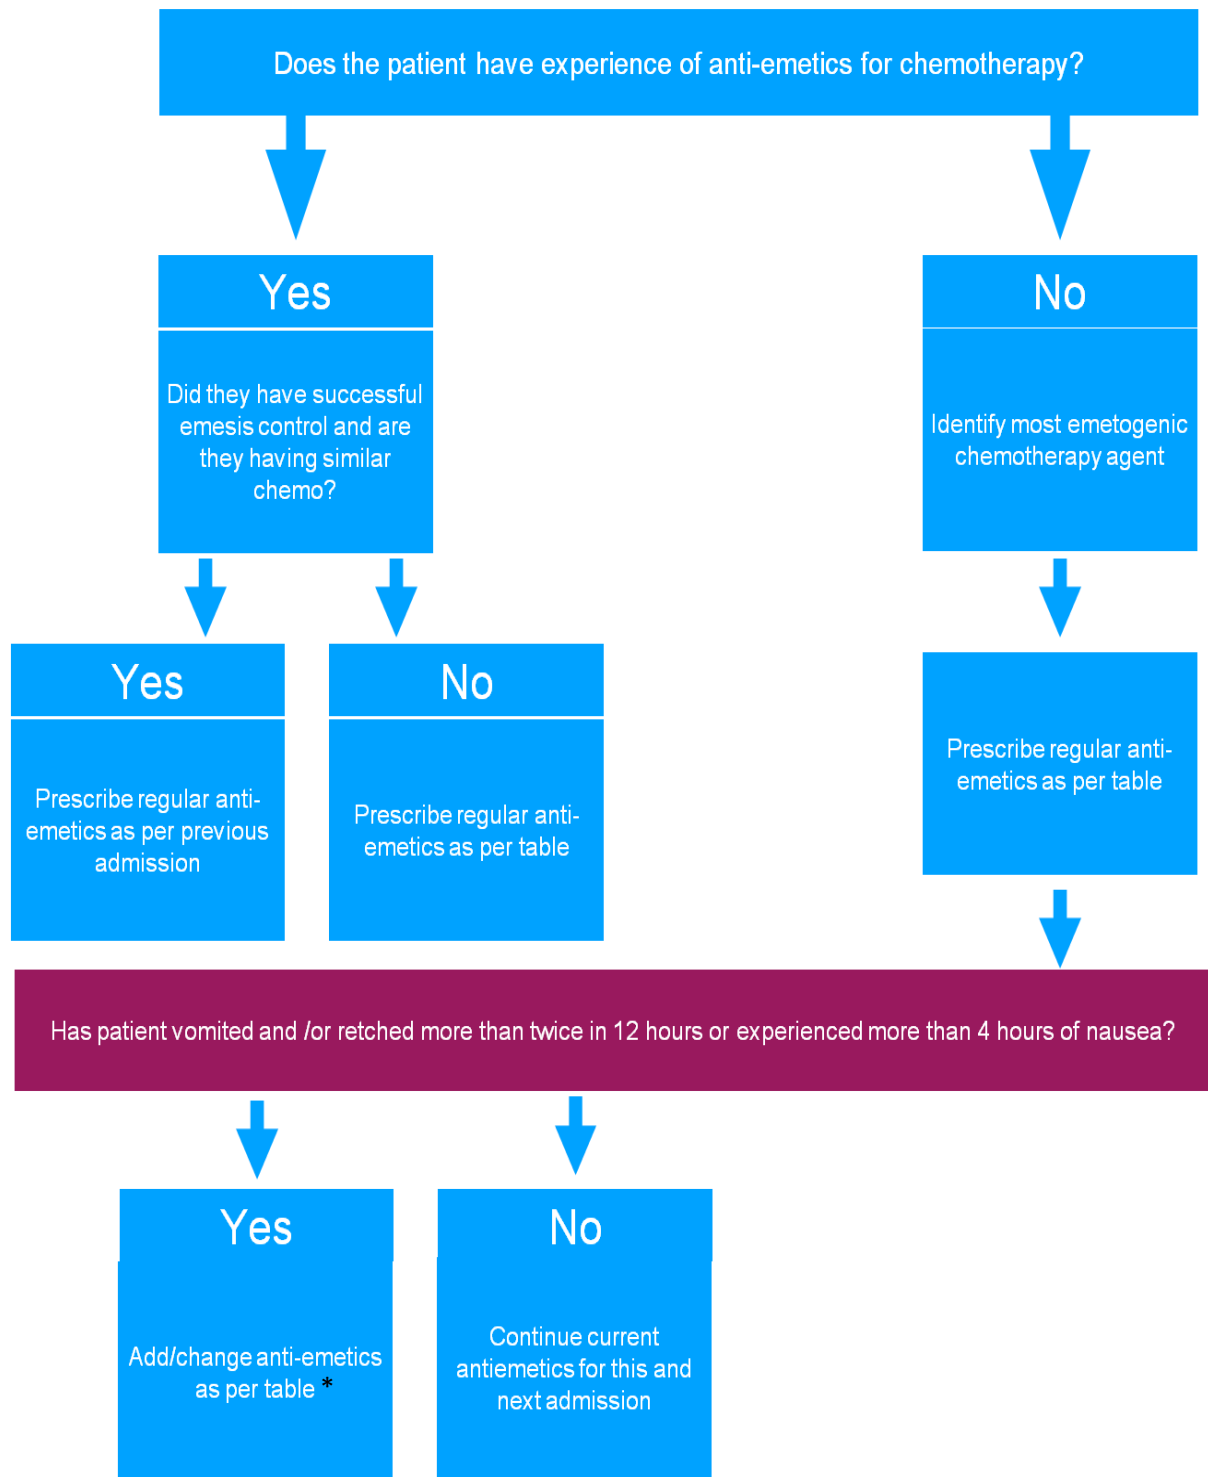 Does the patient have experience of anti-emetics for chemotherapy?
Yes
Did they have successful
emesis control and are
they having similar
chemo?
No
Identify most emetogenic
chemotherapy agent
Yes
Prescribe regular anti-
emetics as per previous
admission
No
Prescribe regular anti-
emetics as per table
Prescribe regular anti-
emetics as per table
Has patient vomited and /or retched more than twice in 12 hours or experienced more than 4 hours of nausea?
Yes
Add/change anti-emetics
as per table *
No
Continue current
antiemetics for this and
next admission